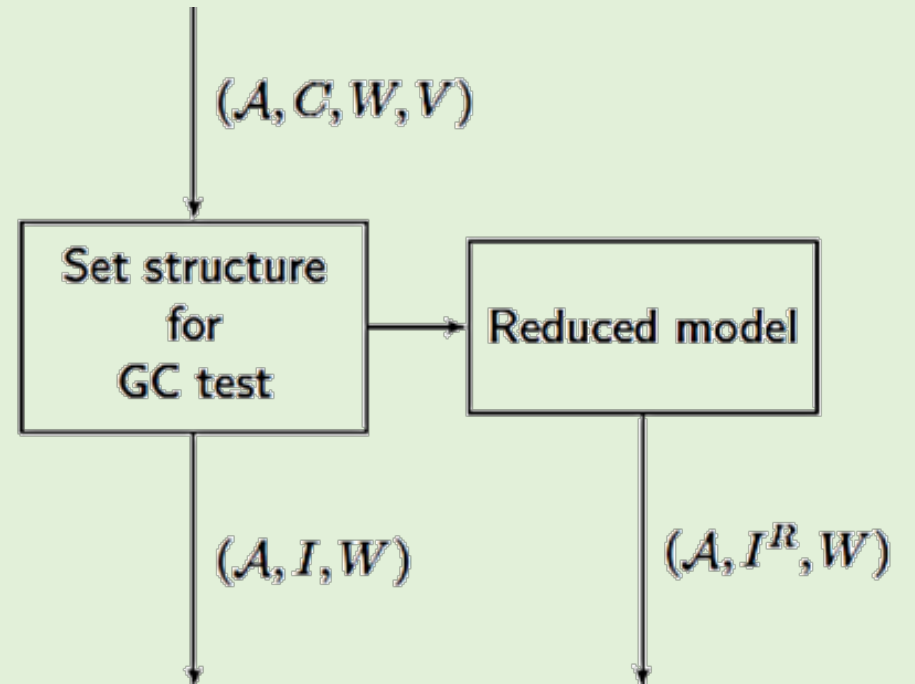 (𝒜, C, W, V)
Set structure
for
GC test
Reduced model
(𝒜, I, W)
(𝒜, I^R, W)